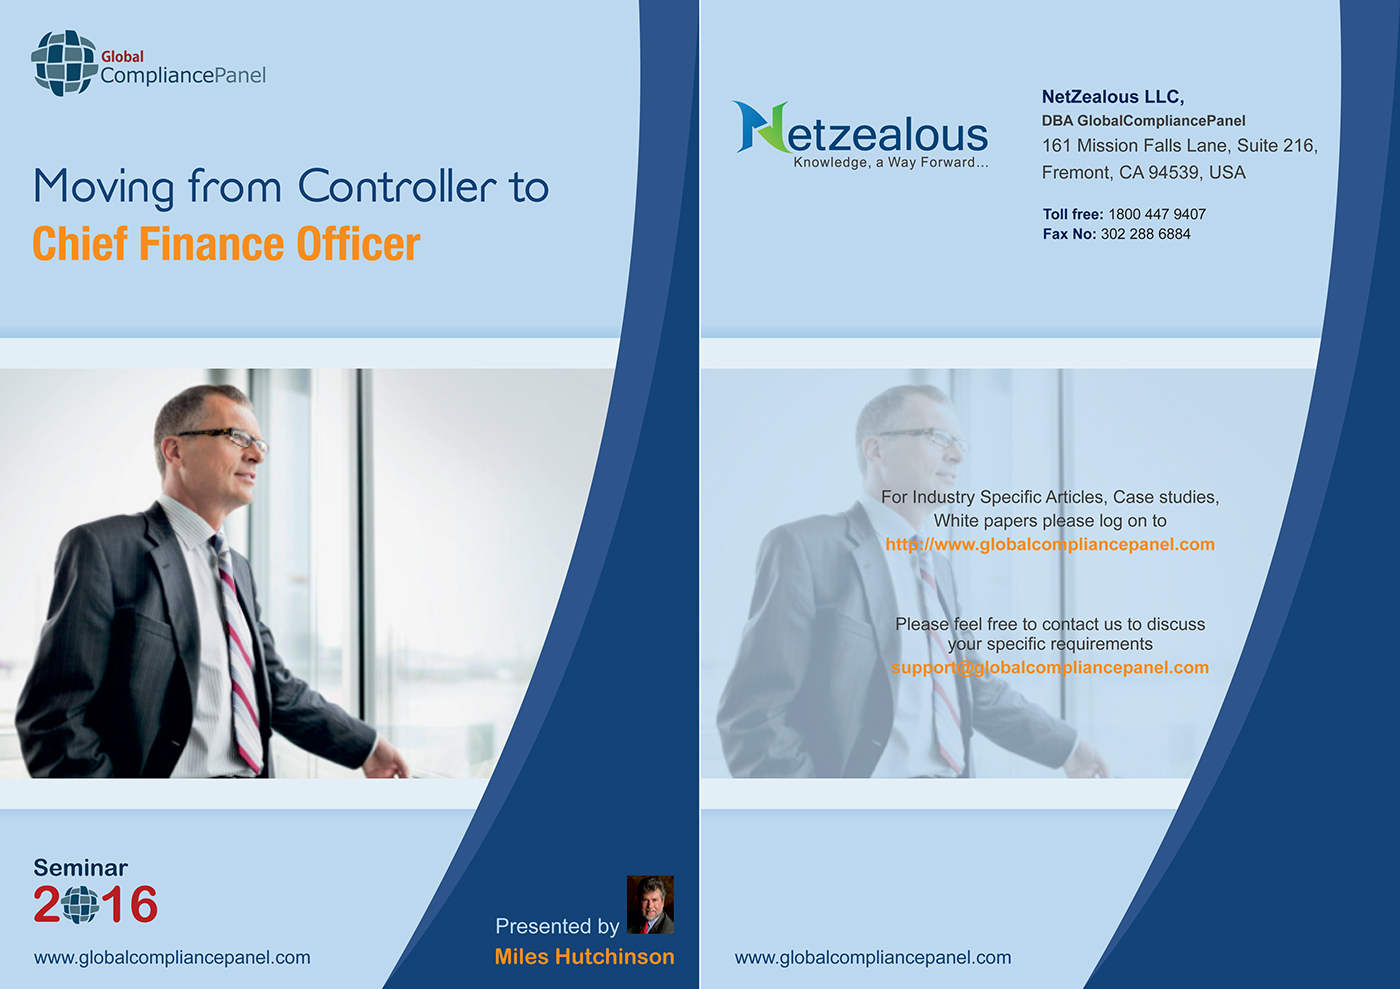 Global
CompliancePanel
Moving from Controller to
Chief Finance Officer
Seminar
2016
www.globalcompliancepanel.com
Presented by
Miles Hutchinson
Netzealous
Knowledge, a Way Forward...
NetZealous LLC,
DBA GlobalCompliancePanel
161 Mission Falls Lane, Suite 216,
Fremont, CA 94539, USA
Toll free: 1800 447 9407
Fax No: 302 288 6884
For Industry Specific Articles, Case studies,
White papers please log on to
http://www.globalcompliancepanel.com
Please feel free to contact us to discuss
your specific requirements
support@globalcompliancepanel.com
www.globalcompliancepanel.com